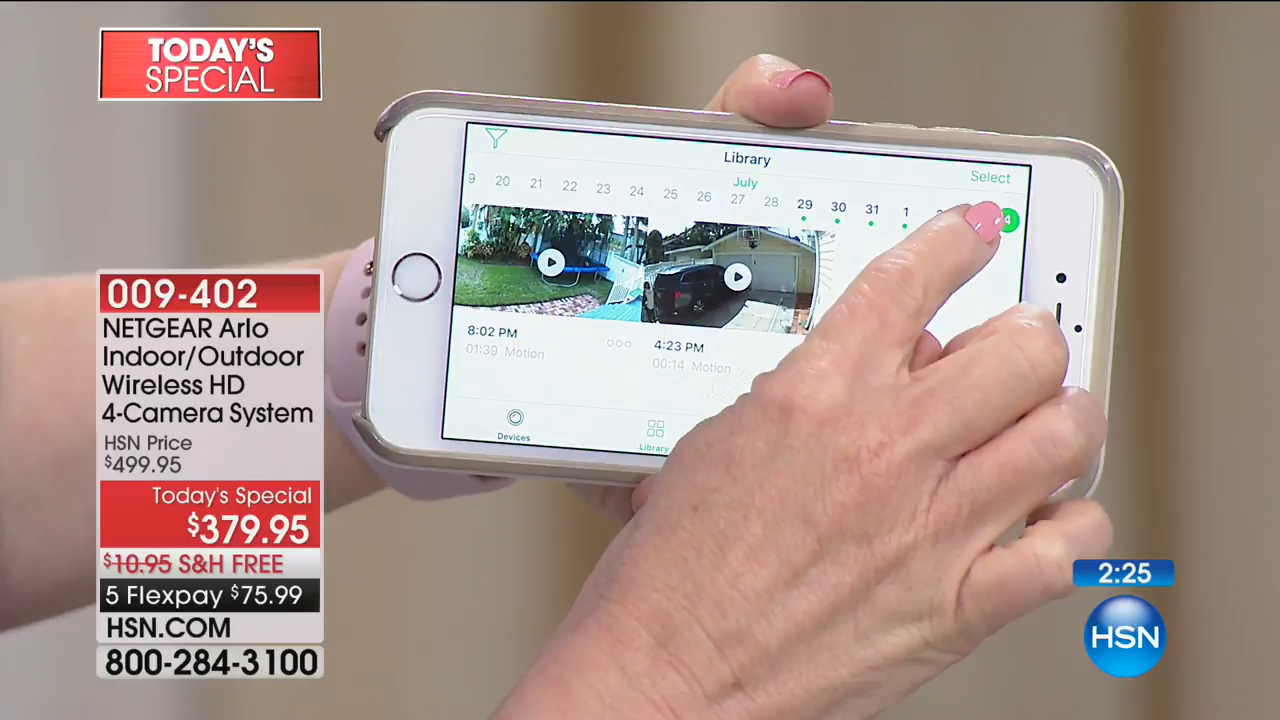 TODAY'S
SPECIAL
Library
Select
July
9 20 21 22 23 24 25 26 27 28 29 30 31 1 4
8:02 PM
01:39 Motion
4:23 PM
00:14 Motion
Devices
Library
009-402
NETGEAR Arlo
Indoor/Outdoor
Wireless HD
4-Camera System
HSN Price
$499.95
Today's Special
$379.95
$10.95 S&H FREE
5 Flexpay $75.99
HSN.COM
800-284-3100
2:25
HSN